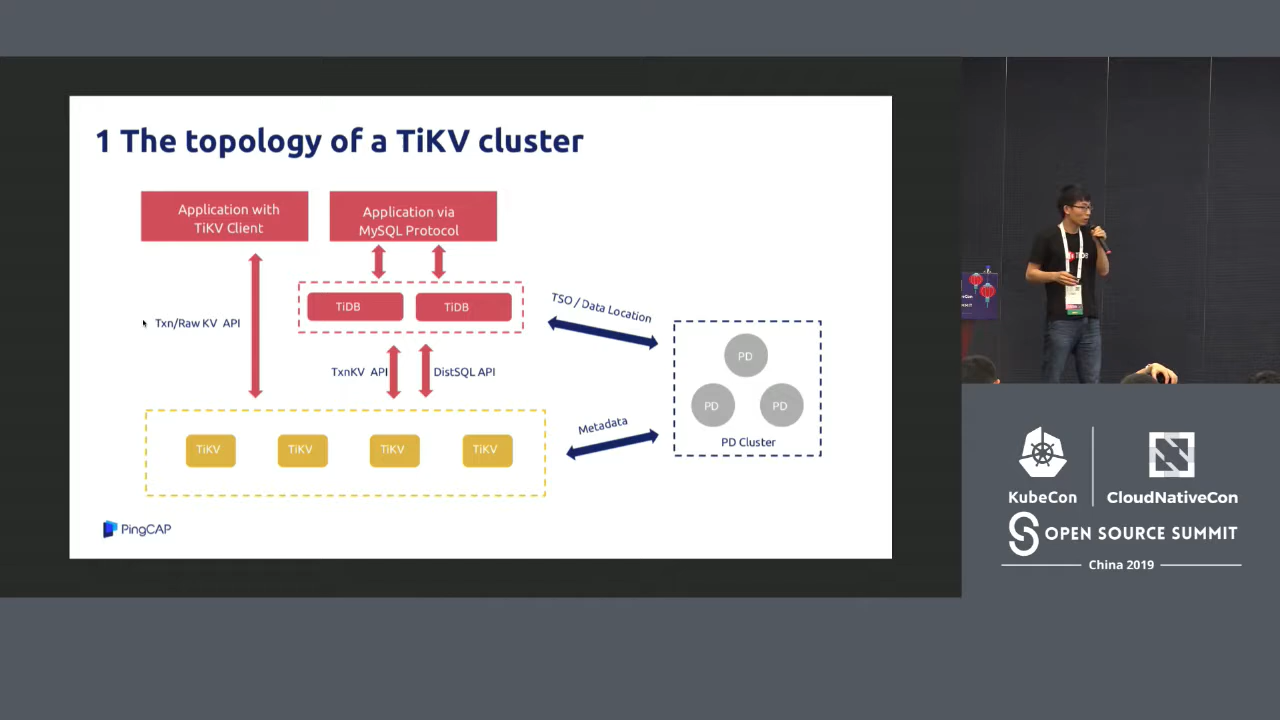 1 The topology of a TiKV cluster
Application with
TiKV Client
Application via
MySQL Protocol
TiDB
TiDB
TSO / Data Location
Txn/Raw KV API
TxnKV API
DistSQL API
PD
PD
PD
PD Cluster
Metadata
TiKV
TiKV
TiKV
TiKV
PingCAP
KubeCon
CloudNativeCon
OPEN SOURCE SUMMIT
China 2019